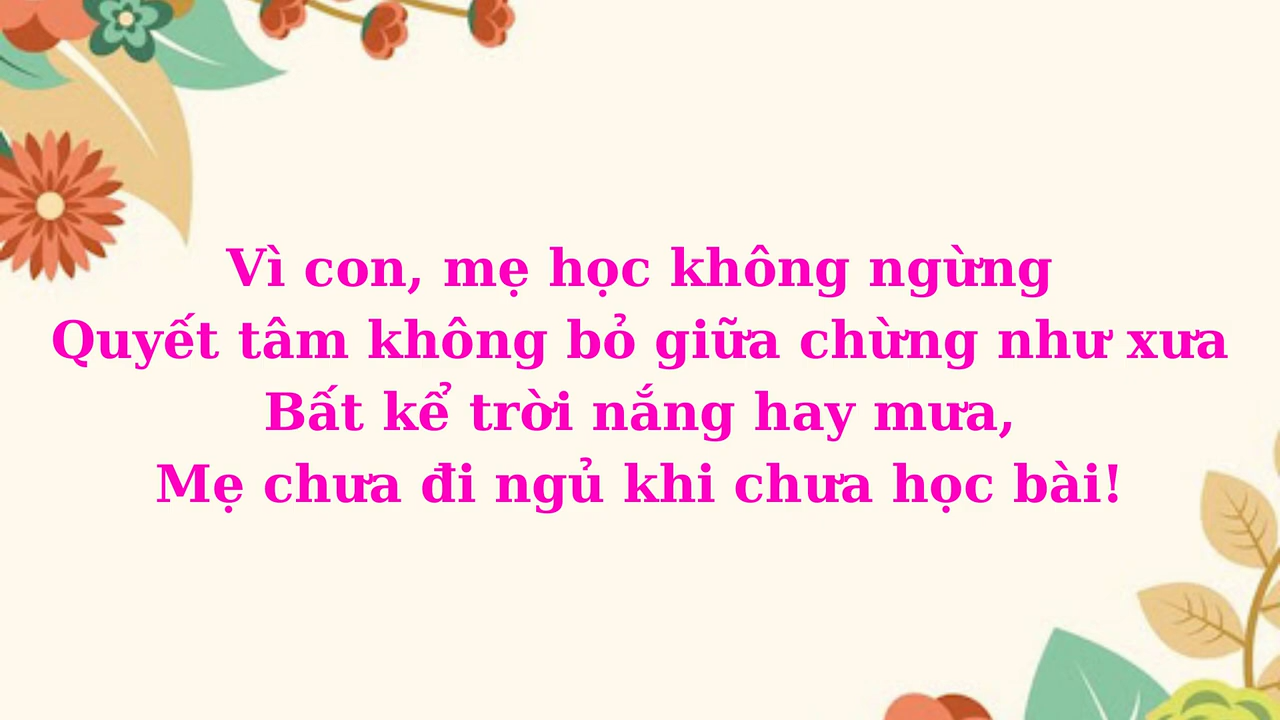 Vì con, mẹ học không ngừng
Quyết tâm không bỏ giữa chừng như xưa
Bất kể trời nắng hay mưa,
Mẹ chưa đi ngủ khi chưa học bài!